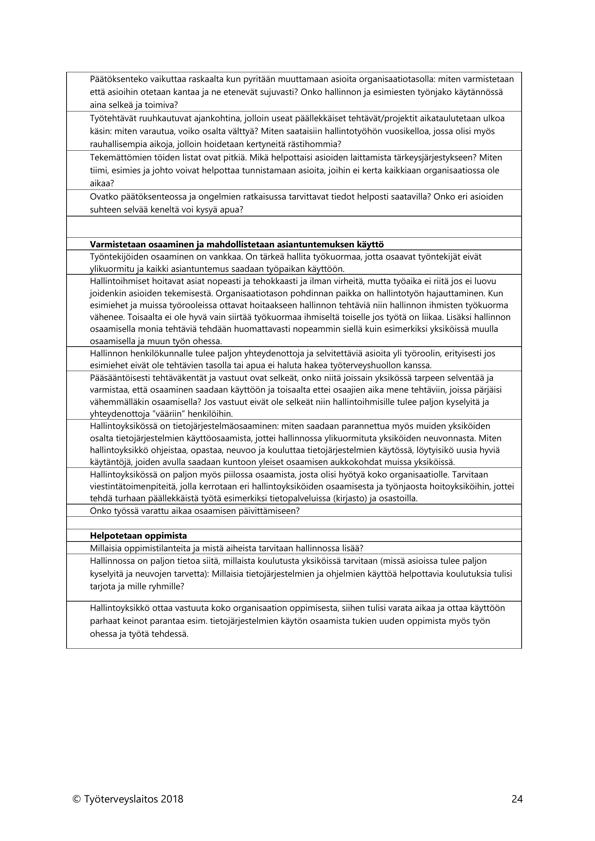 Päätöksenteko vaikuttaa raskaalta kun pyritään muuttamaan asioita organisaatiotasolla: miten varmistetaan
että asioihin otetaan kantaa ja ne etenevät sujuvasti? Onko hallinnon ja esimiesten työnjako käytännössä
aina selkeä ja toimiva?
Työtehtävät ruuhkautuvat ajankohtina, jolloin useat päällekkäiset tehtävät/projektit aikataulutetaan ulkoa
käsin: miten varautua, voiko osalta välttyä? Miten saataisiin hallintotyöhön vuosikelloa, jossa olisi myös
rauhallisempia aikoja, jolloin hoidetaan kertyneitä rästihommia?
Tekemättömien töiden listat ovat pitkiä. Mikä helpottaisi asioiden laittamista tärkeysjärjestykseen? Miten
tiimi, esimies ja johto voivat helpottaa tunnistamaan asioita, joihin ei kerta kaikkiaan organisaatiossa ole
aikaa?
Ovatko päätöksenteossa ja ongelmien ratkaisussa tarvittavat tiedot helposti saatavilla? Onko eri asioiden
suhteen selvää keneltä voi kysyä apua?
Varmistetaan osaaminen ja mahdollistetaan asiantuntemuksen käyttö
Työntekijöiden osaaminen on vankkaa. On tärkeä hallita työkuormaa, jotta osaavat työntekijät eivät
ylikuormitu ja kaikki asiantuntemus saadaan työpaikan käyttöön.
Hallintoihmiset hoitavat asiat nopeasti ja tehokkaasti ja ilman virheitä, mutta työaika ei riitä jos ei luovu
joidenkin asioiden tekemisestä. Organisaatiotason pohdinnan paikka on hallintotyön hajauttaminen. Kun
esimiehet ja muissa työrooleissa ottavat hoitaakseen hallinnon tehtäviä niin hallinnon ihmisten työkuorma
vähenee. Toisaalta ei ole hyvä vain siirtää työkuormaa ihmiseltä toiselle jos työtä on liikaa. Lisäksi hallinnon
osaamisella monia tehtäviä tehdään huomattavasti nopeammin siellä kuin esimerkiksi yksiköissä muulla
osaamisella ja muun työn ohessa.
Hallinnon henkilökunnalle tulee paljon yhteydenottoja ja selvitettäviä asioita yli työroolin, erityisesti jos
esimiehet eivät ole tehtävien tasolla tai apua ei haluta hakea työterveyshuollon kanssa.
Pääsääntöisesti tehtäväkentät ja vastuut ovat selkeät, onko niitä joissain yksikössä tarpeen selventää ja
varmistaa, että osaaminen saadaan käyttöön ja toisaalta ettei osaajien aika mene tehtäviin, joissa pärjäisi
vähemmälläkin osaamisella? Jos vastuut eivät ole selkeät niin hallintoihmisille tulee paljon kyselyitä ja
yhteydenottoja ”vääriin” henkilöihin.
Hallintoyksikössä on tietojärjestelmäosaaminen: miten saadaan parannettua myös muiden yksiköiden
osalta tietojärjestelmien käyttöosaamista, jottei hallinnossa ylikuormituta yksiköiden neuvonnasta. Miten
hallintoyksikkö ohjeistaa, opastaa, neuvoo ja kouluttaa tietojärjestelmien käytössä, löytyisikö uusia hyviä
käytäntöjä, joiden avulla saadaan kuntoon yleiset osaamisen aukkokohdat muissa yksiköissä.
Hallintoyksikössä on paljon myös piilossa osaamista, josta olisi hyötyä koko organisaatiolle. Tarvitaan
viestintätoimenpiteitä, jolla kerrotaan eri hallintoyksiköiden osaamisesta ja työnjaosta hoitoyksiköihin, jottei
tehdä turhaan päällekkäistä työtä esimerkiksi tietopalveluissa (kirjasto) ja osastoilla.
Onko työssä varattu aikaa osaamisen päivittämiseen?
Helpotetaan oppimista
Millaisia oppimistilanteita ja mistä aiheista tarvitaan hallinnossa lisää?
Hallinnossa on paljon tietoa siitä, millaista koulutusta yksiköissä tarvitaan (missä asioissa tulee paljon
kyselyitä ja neuvojen tarvetta): Millaisia tietojärjestelmien ja ohjelmien käyttöä helpottavia koulutuksia tulisi
tarjota ja mille ryhmille?
Hallintoyksikkö ottaa vastuuta koko organisaation oppimisesta, siihen tulisi varata aikaa ja ottaa käyttöön
parhaat keinot parantaa esim. tietojärjestelmien käytön osaamista tukien uuden oppimista myös työn
ohessa ja työtä tehdessä.
© Työterveyslaitos 2018
24